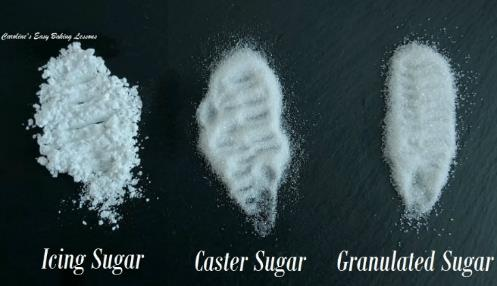 Caroline's Easy Baking Lessons
Icing Sugar
Caster Sugar
Granulated Sugar